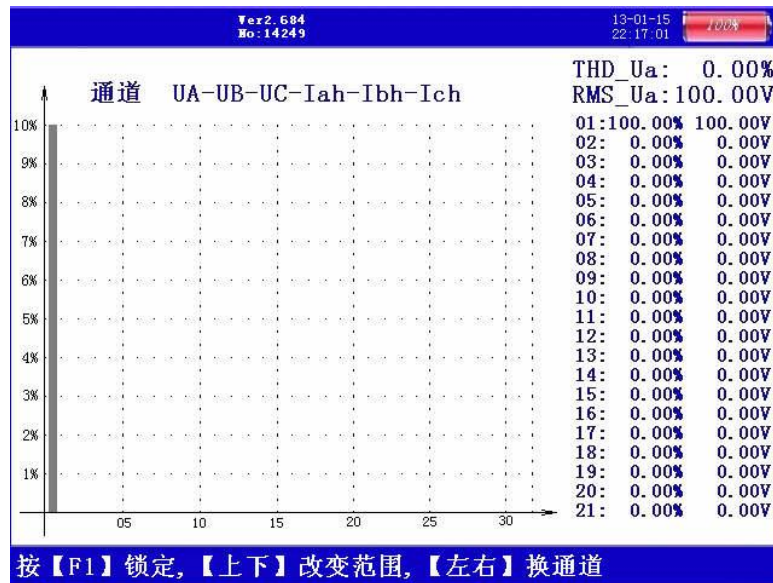 Ver2.684
No:14249
13-01-15
22:17:01
100%
通道 UA-UB-UC-Iah-Ibh-Ich
THD_Ua: 0.00%
RMS_Ua:100.00V
10%
9%
8%
7%
6%
5%
4%
3%
2%
1%
05 10 15 20 25 30
01:100.00% 100.00V
02: 0.00% 0.00V
03: 0.00% 0.00V
04: 0.00% 0.00V
05: 0.00% 0.00V
06: 0.00% 0.00V
07: 0.00% 0.00V
08: 0.00% 0.00V
09: 0.00% 0.00V
10: 0.00% 0.00V
11: 0.00% 0.00V
12: 0.00% 0.00V
13: 0.00% 0.00V
14: 0.00% 0.00V
15: 0.00% 0.00V
16: 0.00% 0.00V
17: 0.00% 0.00V
18: 0.00% 0.00V
19: 0.00% 0.00V
20: 0.00% 0.00V
21: 0.00% 0.00V
按【F1】锁定,【上下】改变范围,【左右】换通道